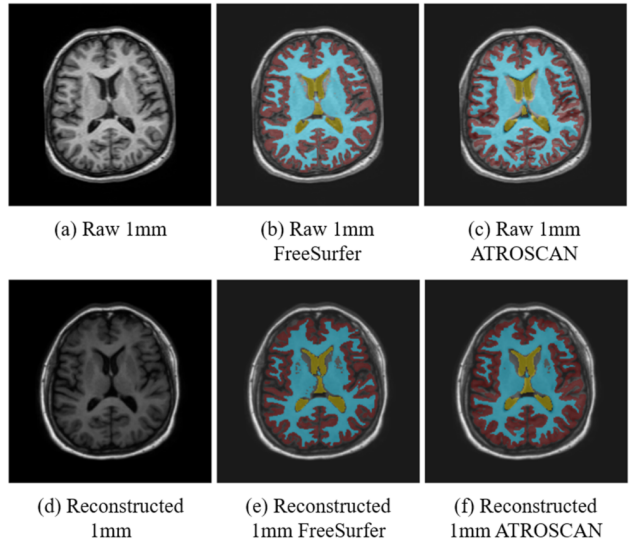 (a) Raw 1mm
(b) Raw 1mm
FreeSurfer
(c) Raw 1mm
ATROSCAN
(d) Reconstructed
1mm
(e) Reconstructed
1mm FreeSurfer
(f) Reconstructed
1mm ATROSCAN